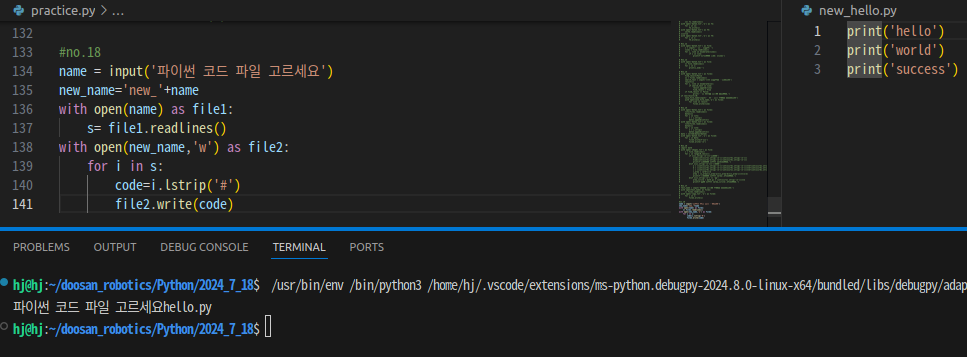 practice.py > ...
132
133 #no.18
134 name = input('파이썬 코드 파일 고르세요')
135 new_name='new_'+name
136 with open(name) as file1:
137 s= file1.readlines()
138 with open(new_name,'w') as file2:
139 for i in s:
140 code=i.lstrip('#')
141 file2.write(code)
new_hello.py
1 print('hello')
2 print('world')
3 print('success')
PROBLEMS OUTPUT DEBUG CONSOLE TERMINAL PORTS
hj@hj:~/doosan_robotics/Python/2024_7_18$ /usr/bin/env /bin/python3 /home/hj/.vscode/extensions/ms-python.debugpy-2024.8.0-linux-x64/bundled/libs/debugpy/adap
파이썬 코드 파일 고르세요hello.py
hj@hj:~/doosan_robotics/Python/2024_7_18$